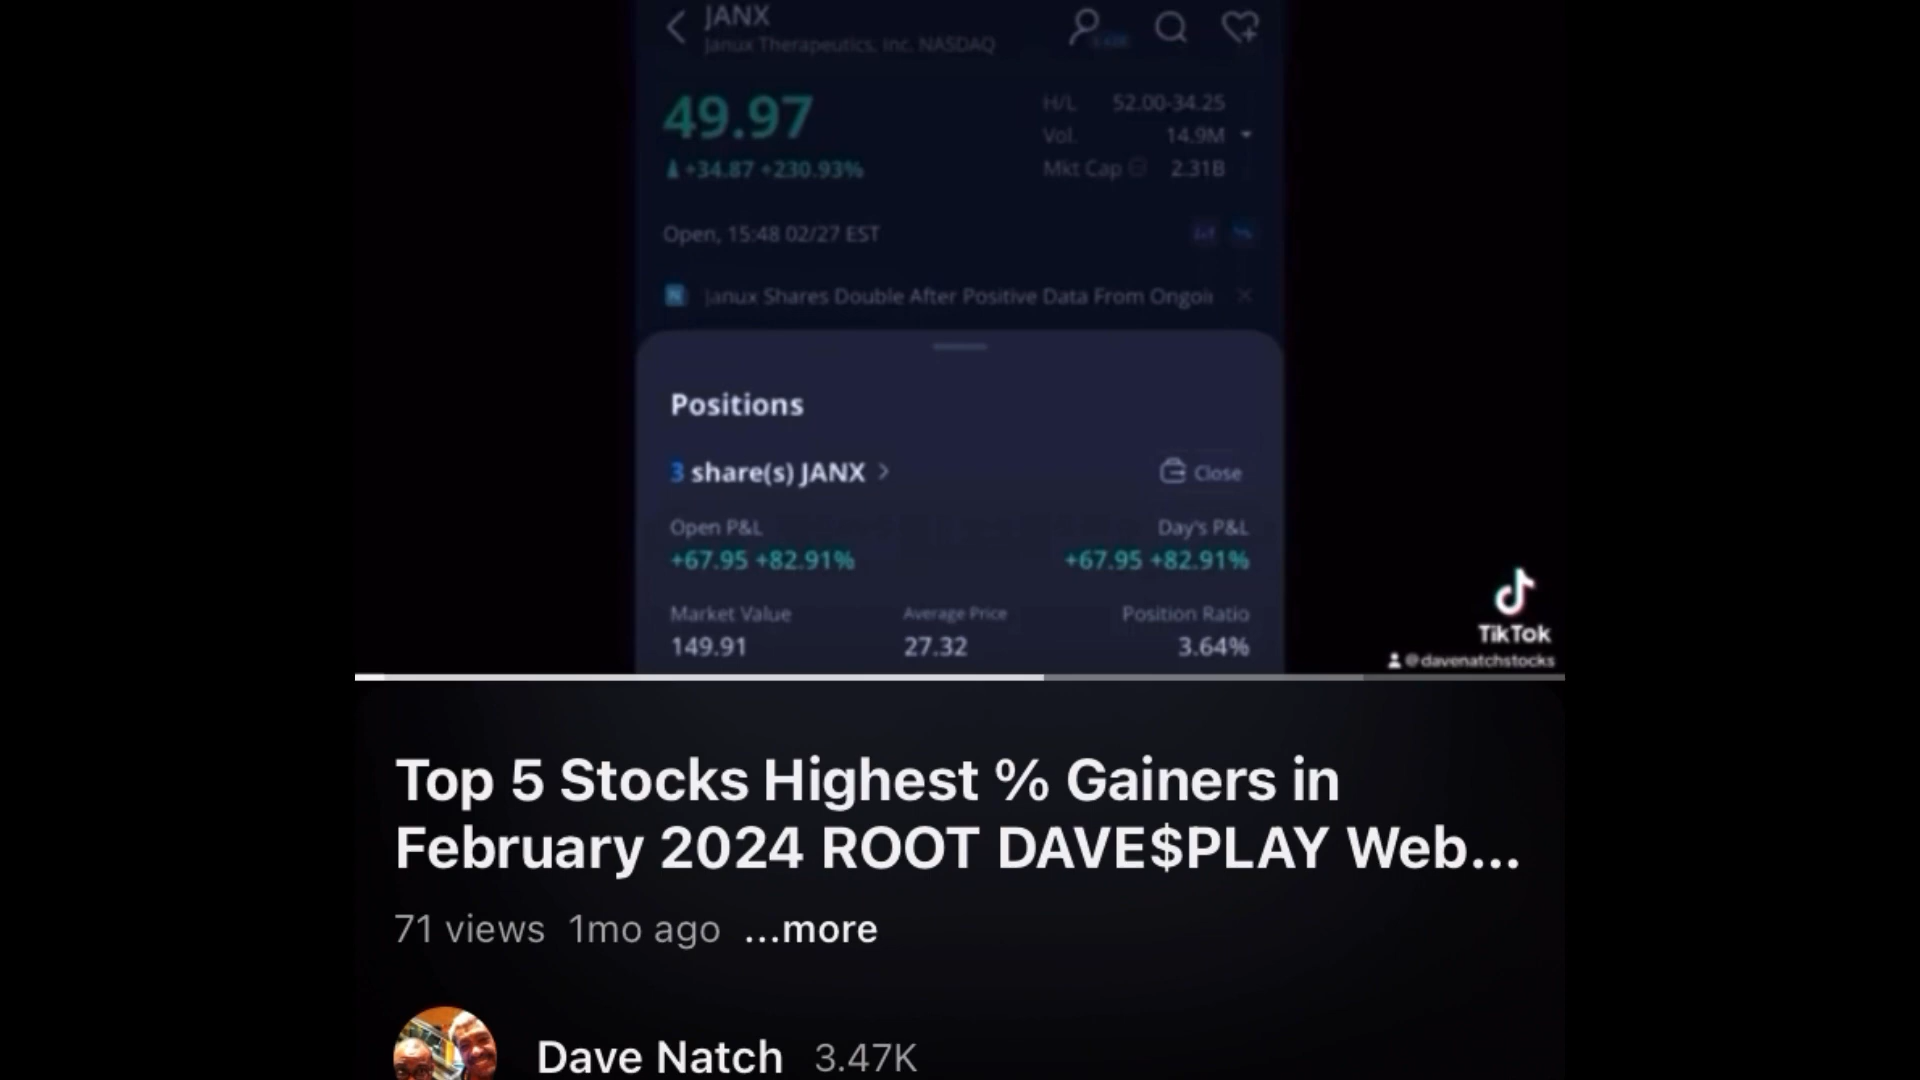 JANX
Janux Therapeutics, Inc. NASDAQ
49.97
+34.87 +230.93%
H/L 52.00-34.25
Vol. 14.9M
Mkt Cap 2.31B
Open, 15:48 02/27 EST
Janux Shares Double After Positive Data From Ongoi
Positions
3 share(s) JANX
Close
Open P&L Day's P&L
+67.95 +82.91% +67.95 +82.91%
Market Value Average Price Position Ratio
149.91 27.32 3.64%
TikTok
@davenatchstocks
Top 5 Stocks Highest % Gainers in
February 2024 ROOT DAVE$PLAY Web...
71 views 1mo ago ...more
Dave Natch 3.47K